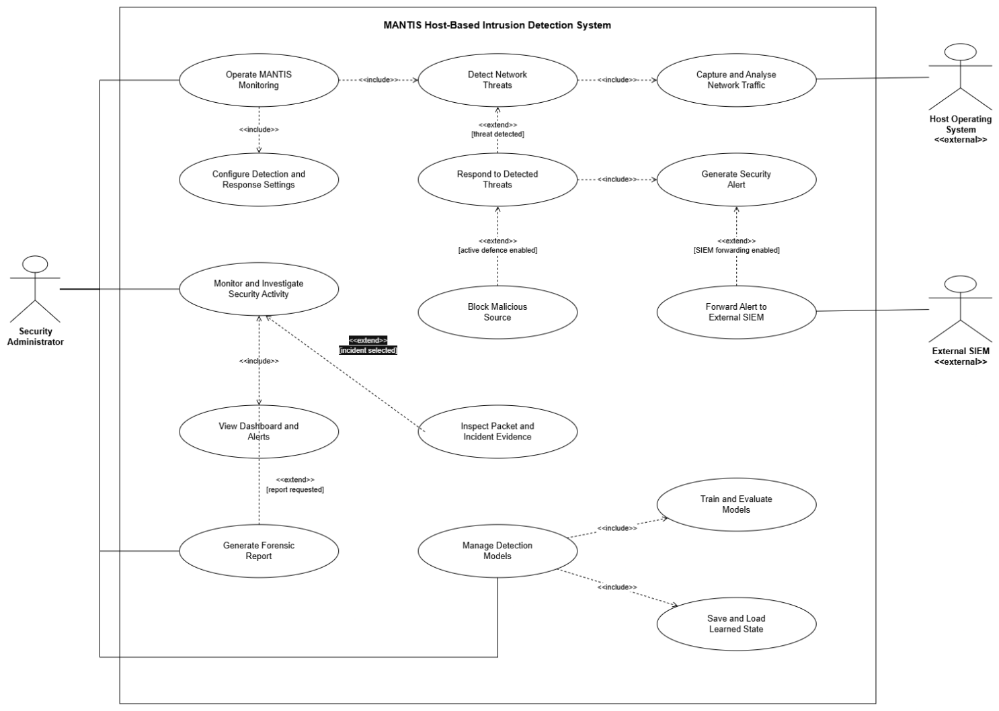 MANTIS Host-Based Intrusion Detection System
Operate MANTIS
Monitoring
<<include>>
Detect Network
Threats
<<include>>
Capture and Analyse
Network Traffic
Host Operating
System
<<external>>
<<include>>
<<extend>>
[threat detected]
Configure Detection and
Response Settings
Respond to Detected
Threats
<<include>>
Generate Security
Alert
<<extend>>
[active defence enabled]
<<extend>>
[SIEM forwarding enabled]
Security
Administrator
Monitor and Investigate
Security Activity
Block Malicious
Source
Forward Alert to
External SIEM
External SIEM
<<external>>
<<extend>>
[incident selected]
<<include>>
View Dashboard and
Alerts
Inspect Packet and
Incident Evidence
<<extend>>
[report requested]
Train and Evaluate
Models
<<include>>
Generate Forensic
Report
Manage Detection
Models
<<include>>
Save and Load
Learned State